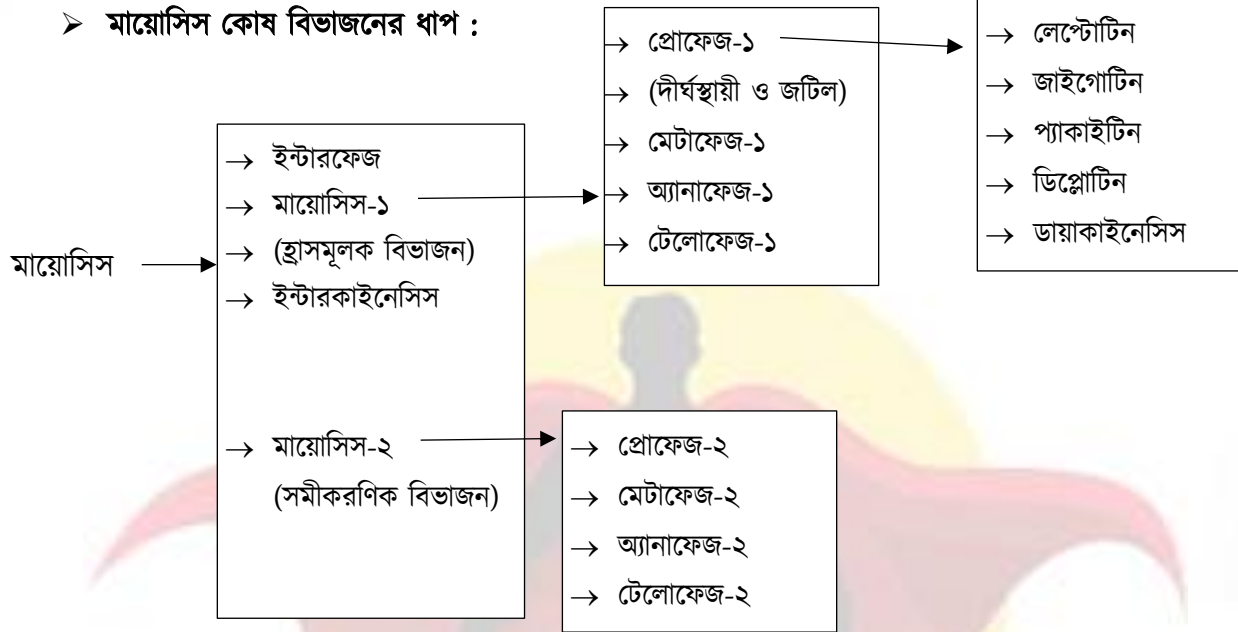 ➢ মায়োসিস কোষ বিভাজনের ধাপ :
মায়োসিস
→ ইন্টারফেজ
→ মায়োসিস-১
→ (হ্রাসমূলক বিভাজন)
→ ইন্টারকাইনেসিস
→ মায়োসিস-২
(সমীকরণিক বিভাজন)
→ প্রোফেজ-১
→ (দীর্ঘস্থায়ী ও জটিল)
→ মেটাফেজ-১
→ অ্যানাফেজ-১
→ টেলোফেজ-১
→ লেপ্টোটিন
→ জাইগোটিন
→ প্যাকাইটিন
→ ডিপ্লোটিন
→ ডায়াকাইনেসিস
→ প্রোফেজ-২
→ মেটাফেজ-২
→ অ্যানাফেজ-২
→ টেলোফেজ-২